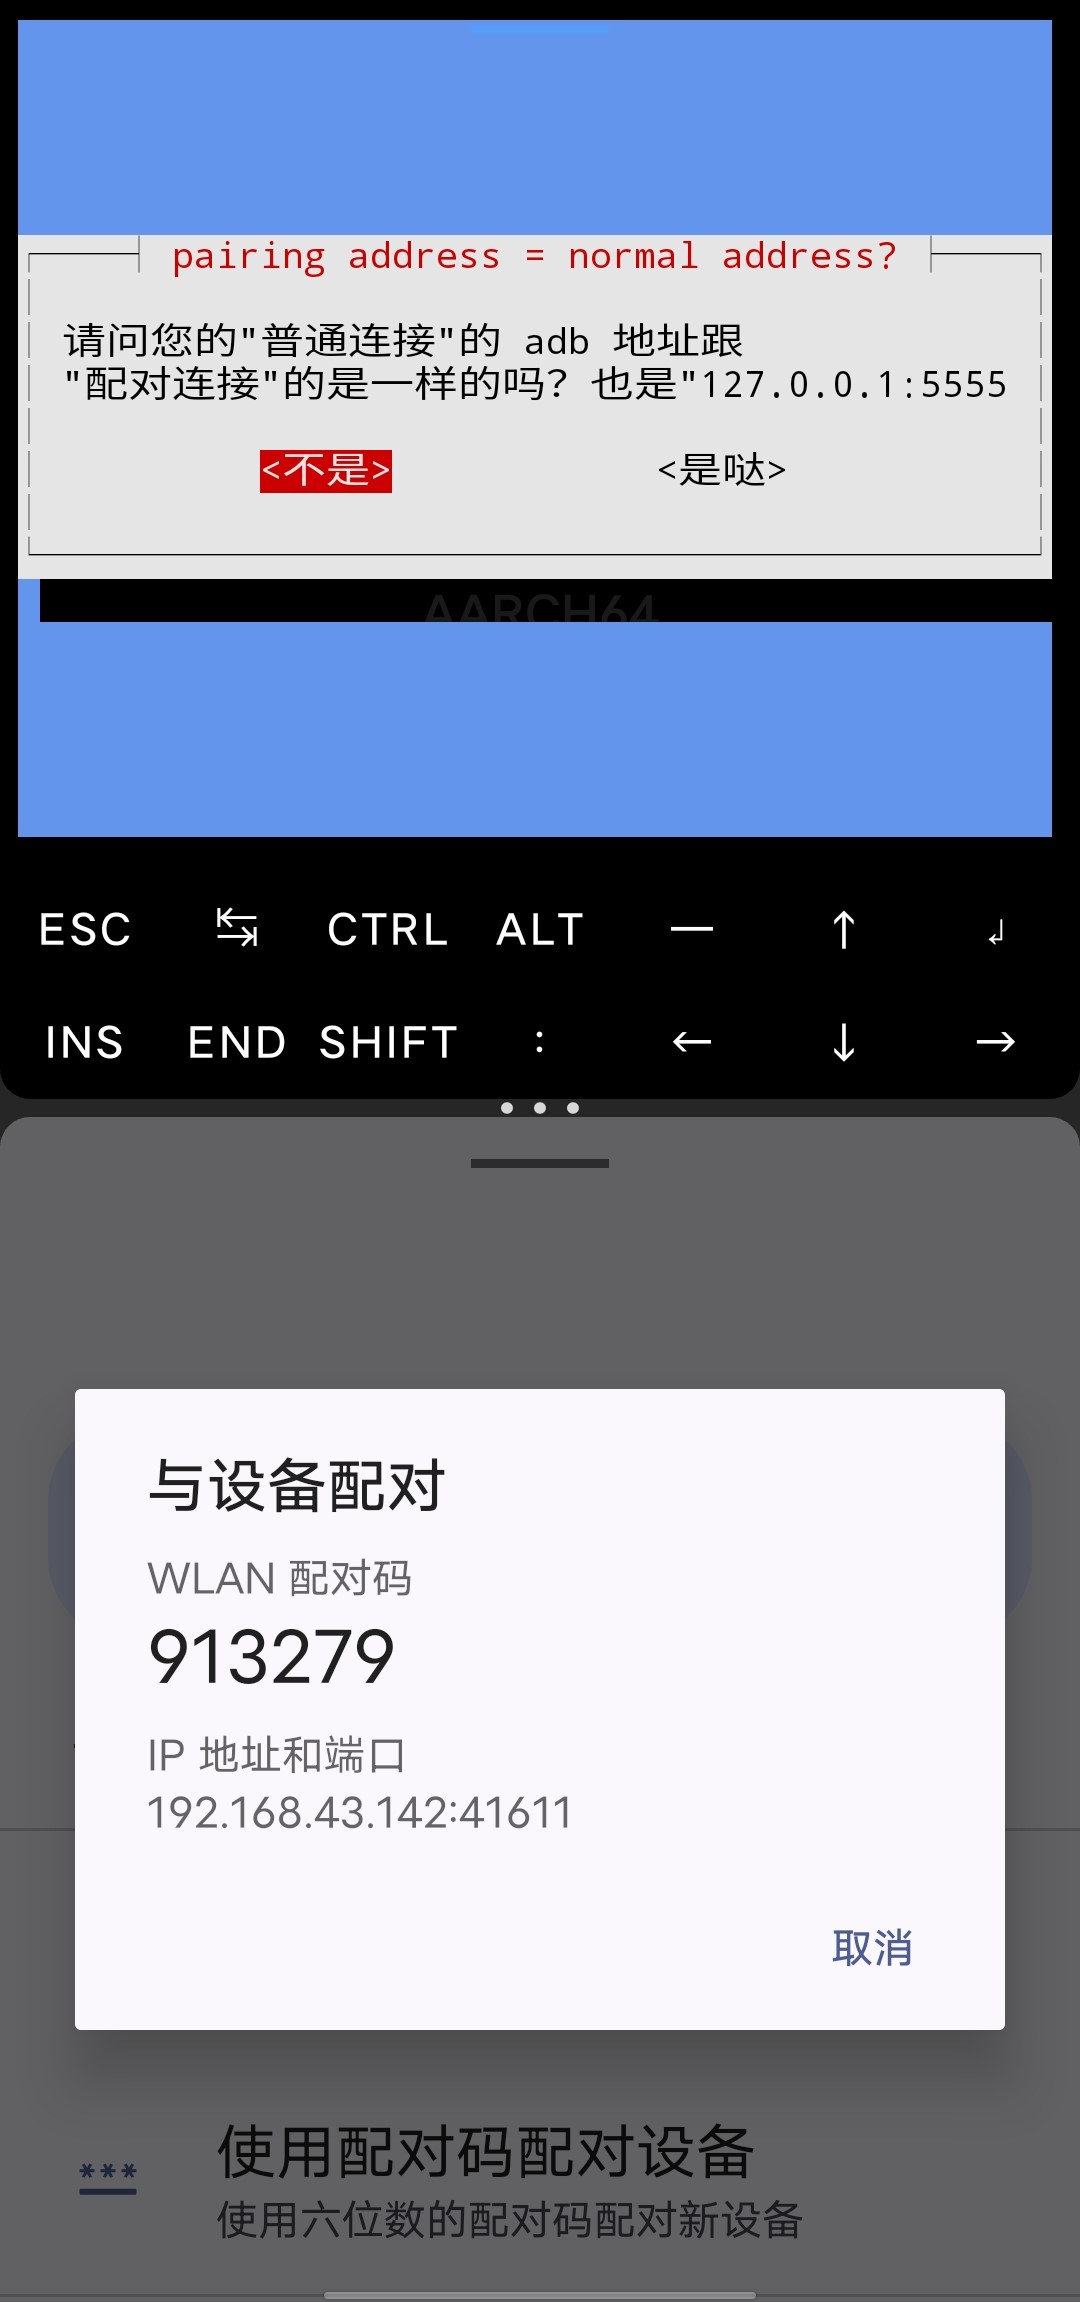 pairing address = normal address?
请问您的"普通连接"的 adb 地址跟
"配对连接"的是一样的吗？也是"127.0.0.1:5555
<不是> <是哒>
AARCH64
ESC ↹ CTRL ALT — ↑ ↲
INS END SHIFT : ← ↓ →
与设备配对
WLAN 配对码
913279
IP 地址和端口
192.168.43.142:41611
取消
***
使用配对码配对设备
使用六位数的配对码配对新设备